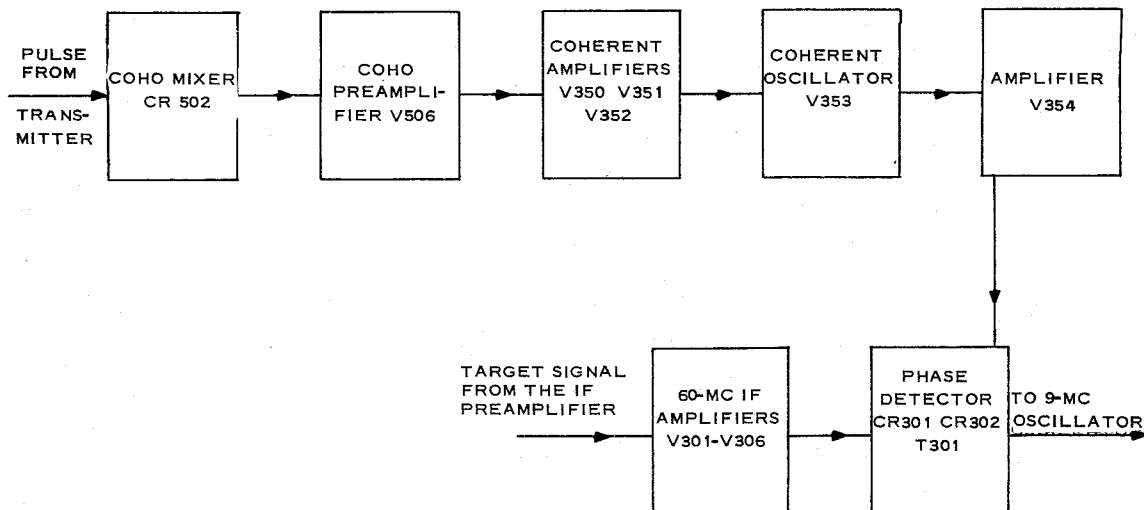 PULSE
FROM
TRANS-
MITTER
COHO MIXER
CR 502
COHO
PREAMPLI-
FIER V506
COHERENT
AMPLIFIERS
V350 V351
V352
COHERENT
OSCILLATOR
V353
AMPLIFIER
V354
TARGET SIGNAL
FROM THE IF
PREAMPLIFIER
60-MC IF
AMPLIFIERS
V301-V306
PHASE
DETECTOR
CR301 CR302
T301
TO 9-MC
OSCILLATOR